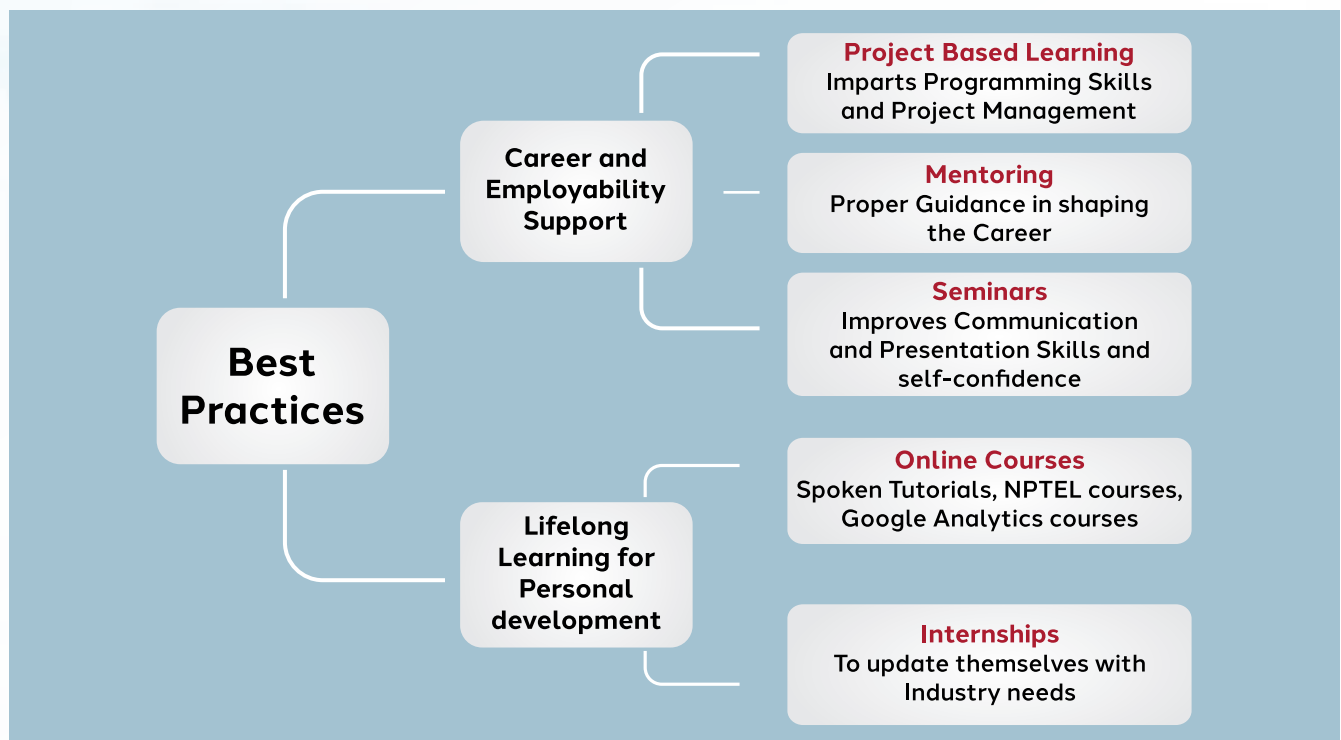 Best
Practices
Career and
Employability
Support
Project Based Learning
Imparts Programming Skills
and Project Management
Mentoring
Proper Guidance in shaping
the Career
Seminars
Improves Communication
and Presentation Skills and
self-confidence
Lifelong
Learning for
Personal
development
Online Courses
Spoken Tutorials, NPTEL courses,
Google Analytics courses
Internships
To update themselves with
Industry needs